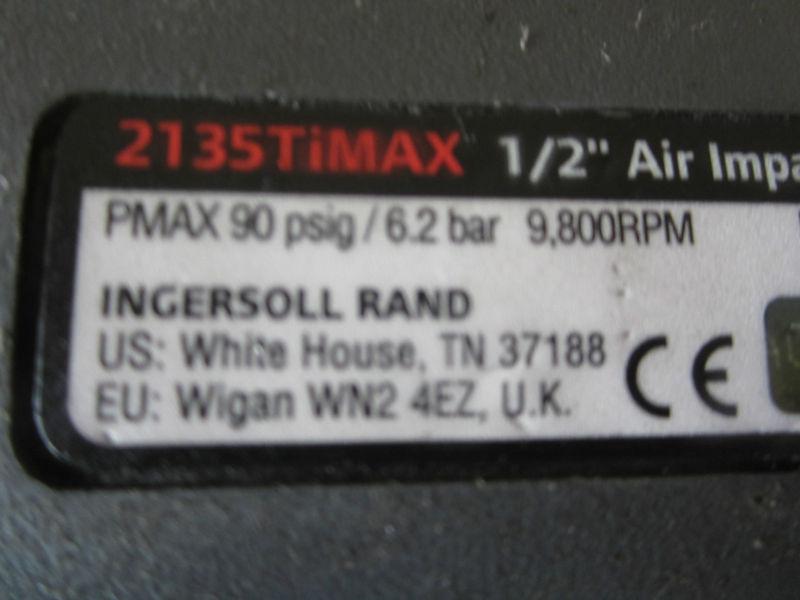 2135TiMAX 1/2" Air Impa
PMAX 90 psig / 6.2 bar 9,800RPM
INGERSOLL RAND
US: White House, TN 37188
EU: Wigan WN2 4EZ, U.K.
CE